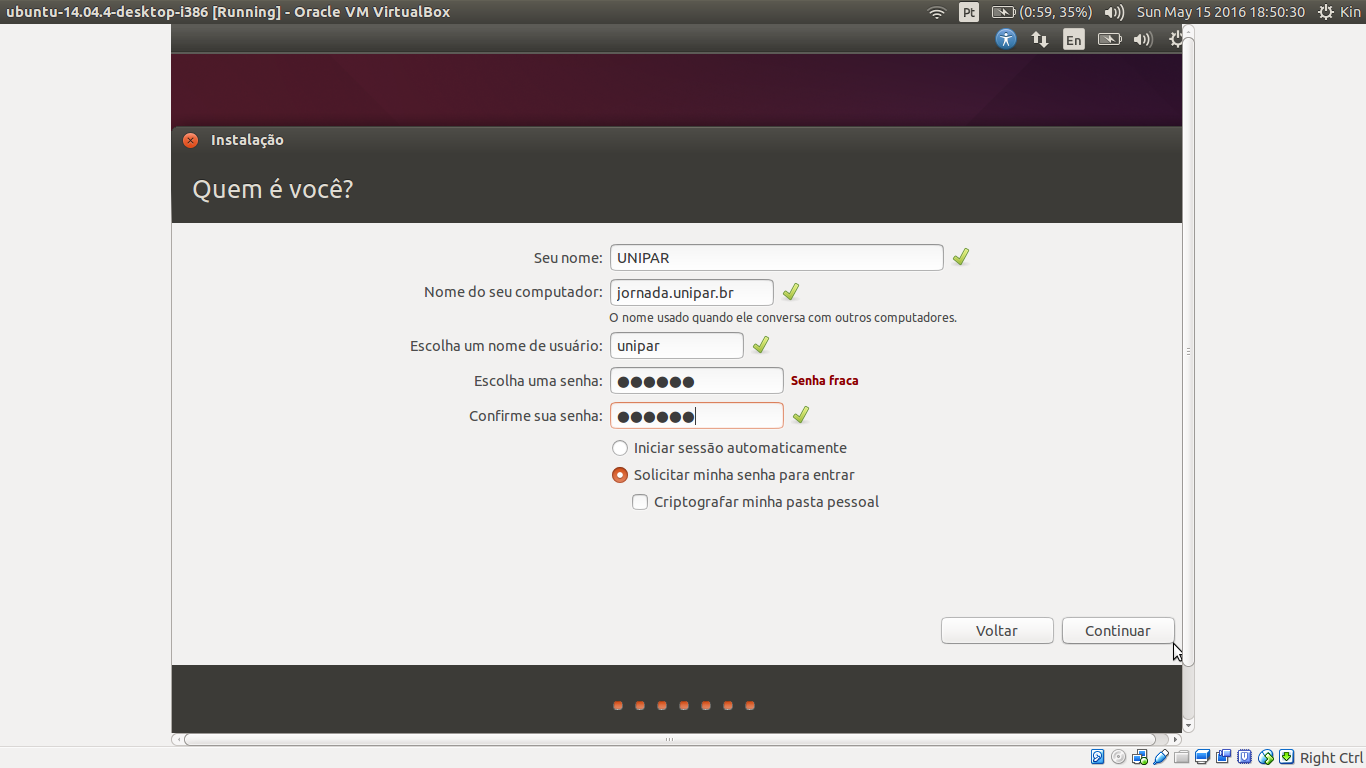 ubuntu-14.04.4-desktop-i386 [Running] - Oracle VM VirtualBox Pt (0:59, 35%) Sun May 15 2016 18:50:30 Kin
En
Instalação
Quem é você?
Seu nome: UNIPAR
Nome do seu computador: jornada.unipar.br
O nome usado quando ele conversa com outros computadores.
Escolha um nome de usuário: unipar
Escolha uma senha: ●●●●●● Senha fraca
Confirme sua senha: ●●●●●●
Iniciar sessão automaticamente
Solicitar minha senha para entrar
Criptografar minha pasta pessoal
Voltar Continuar
Right Ctrl